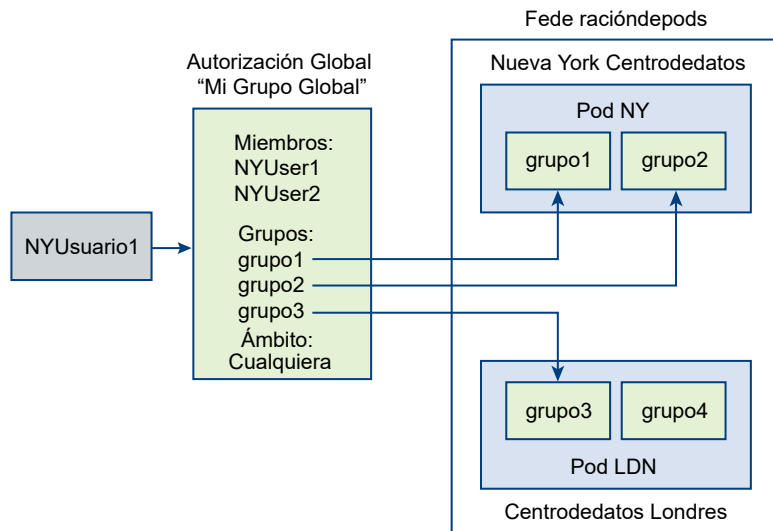 Fede racióndepods
Autorización Global
“Mi Grupo Global”
Nueva York Centrodedatos
Pod NY
grupo1
grupo2
Miembros:
NYUser1
NYUser2
NYUsuario1
Grupos:
grupo1
grupo2
grupo3
Ámbito:
Cualquiera
grupo3
grupo4
Pod LDN
Centrodedatos Londres